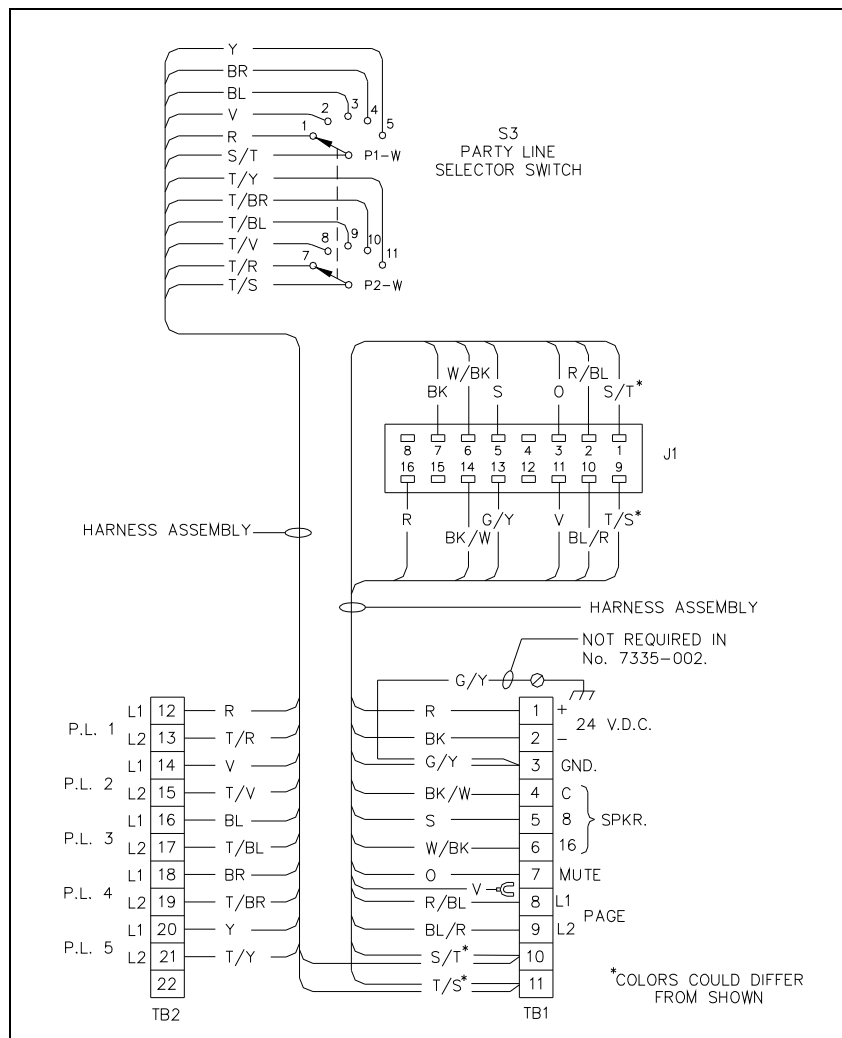 Y
BR
BL
V
R
S/T
T/Y
T/BR
T/BL
T/V
T/R
T/S
1
2
3
4
5
P1-W
7
8
9
10
11
P2-W
S3
PARTY LINE
SELECTOR SWITCH
BK
W/BK
S
O
R/BL
S/T*
8 7 6 5 4 3 2 1
16 15 14 13 12 11 10 9
J1
R
BK/W
G/Y
V
BL/R
T/S*
HARNESS ASSEMBLY
HARNESS ASSEMBLY
NOT REQUIRED IN
No. 7335-002.
G/Y
P.L. 1
L1 12 R
L2 13 T/R
P.L. 2
L1 14 V
L2 15 T/V
P.L. 3
L1 16 BL
L2 17 T/BL
P.L. 4
L1 18 BR
L2 19 T/BR
P.L. 5
L1 20 Y
L2 21 T/Y
22
TB2
R 1 +
24 V.D.C.
BK 2 -
G/Y 3 GND.
BK/W 4 C
S 5 8 SPKR.
W/BK 6 16
O 7 MUTE
V
R/BL 8 L1
PAGE
BL/R 9 L2
S/T* 10
T/S* 11
TB1
*COLORS COULD DIFFER
FROM SHOWN